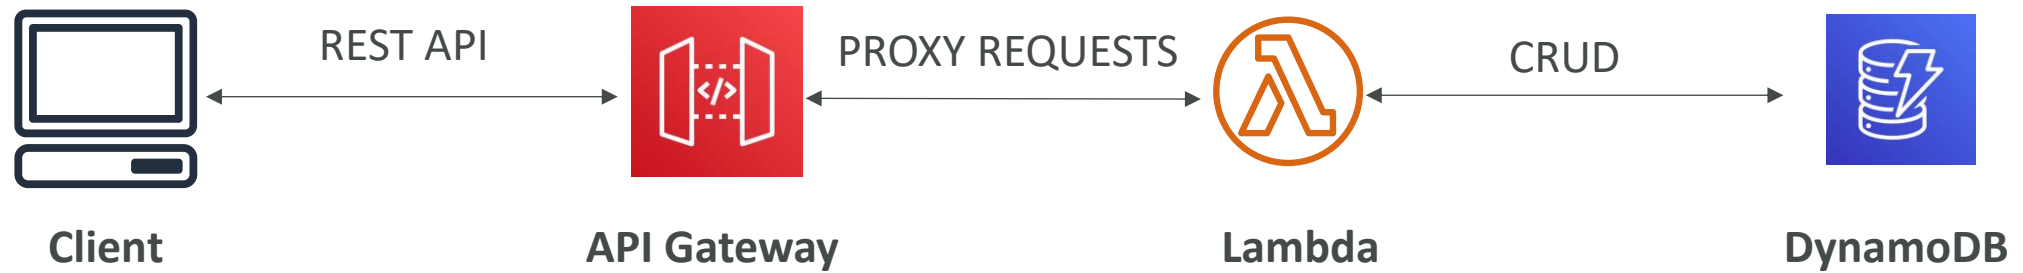 REST API
PROXY REQUESTS
CRUD
</>
Client
API Gateway
Lambda
DynamoDB